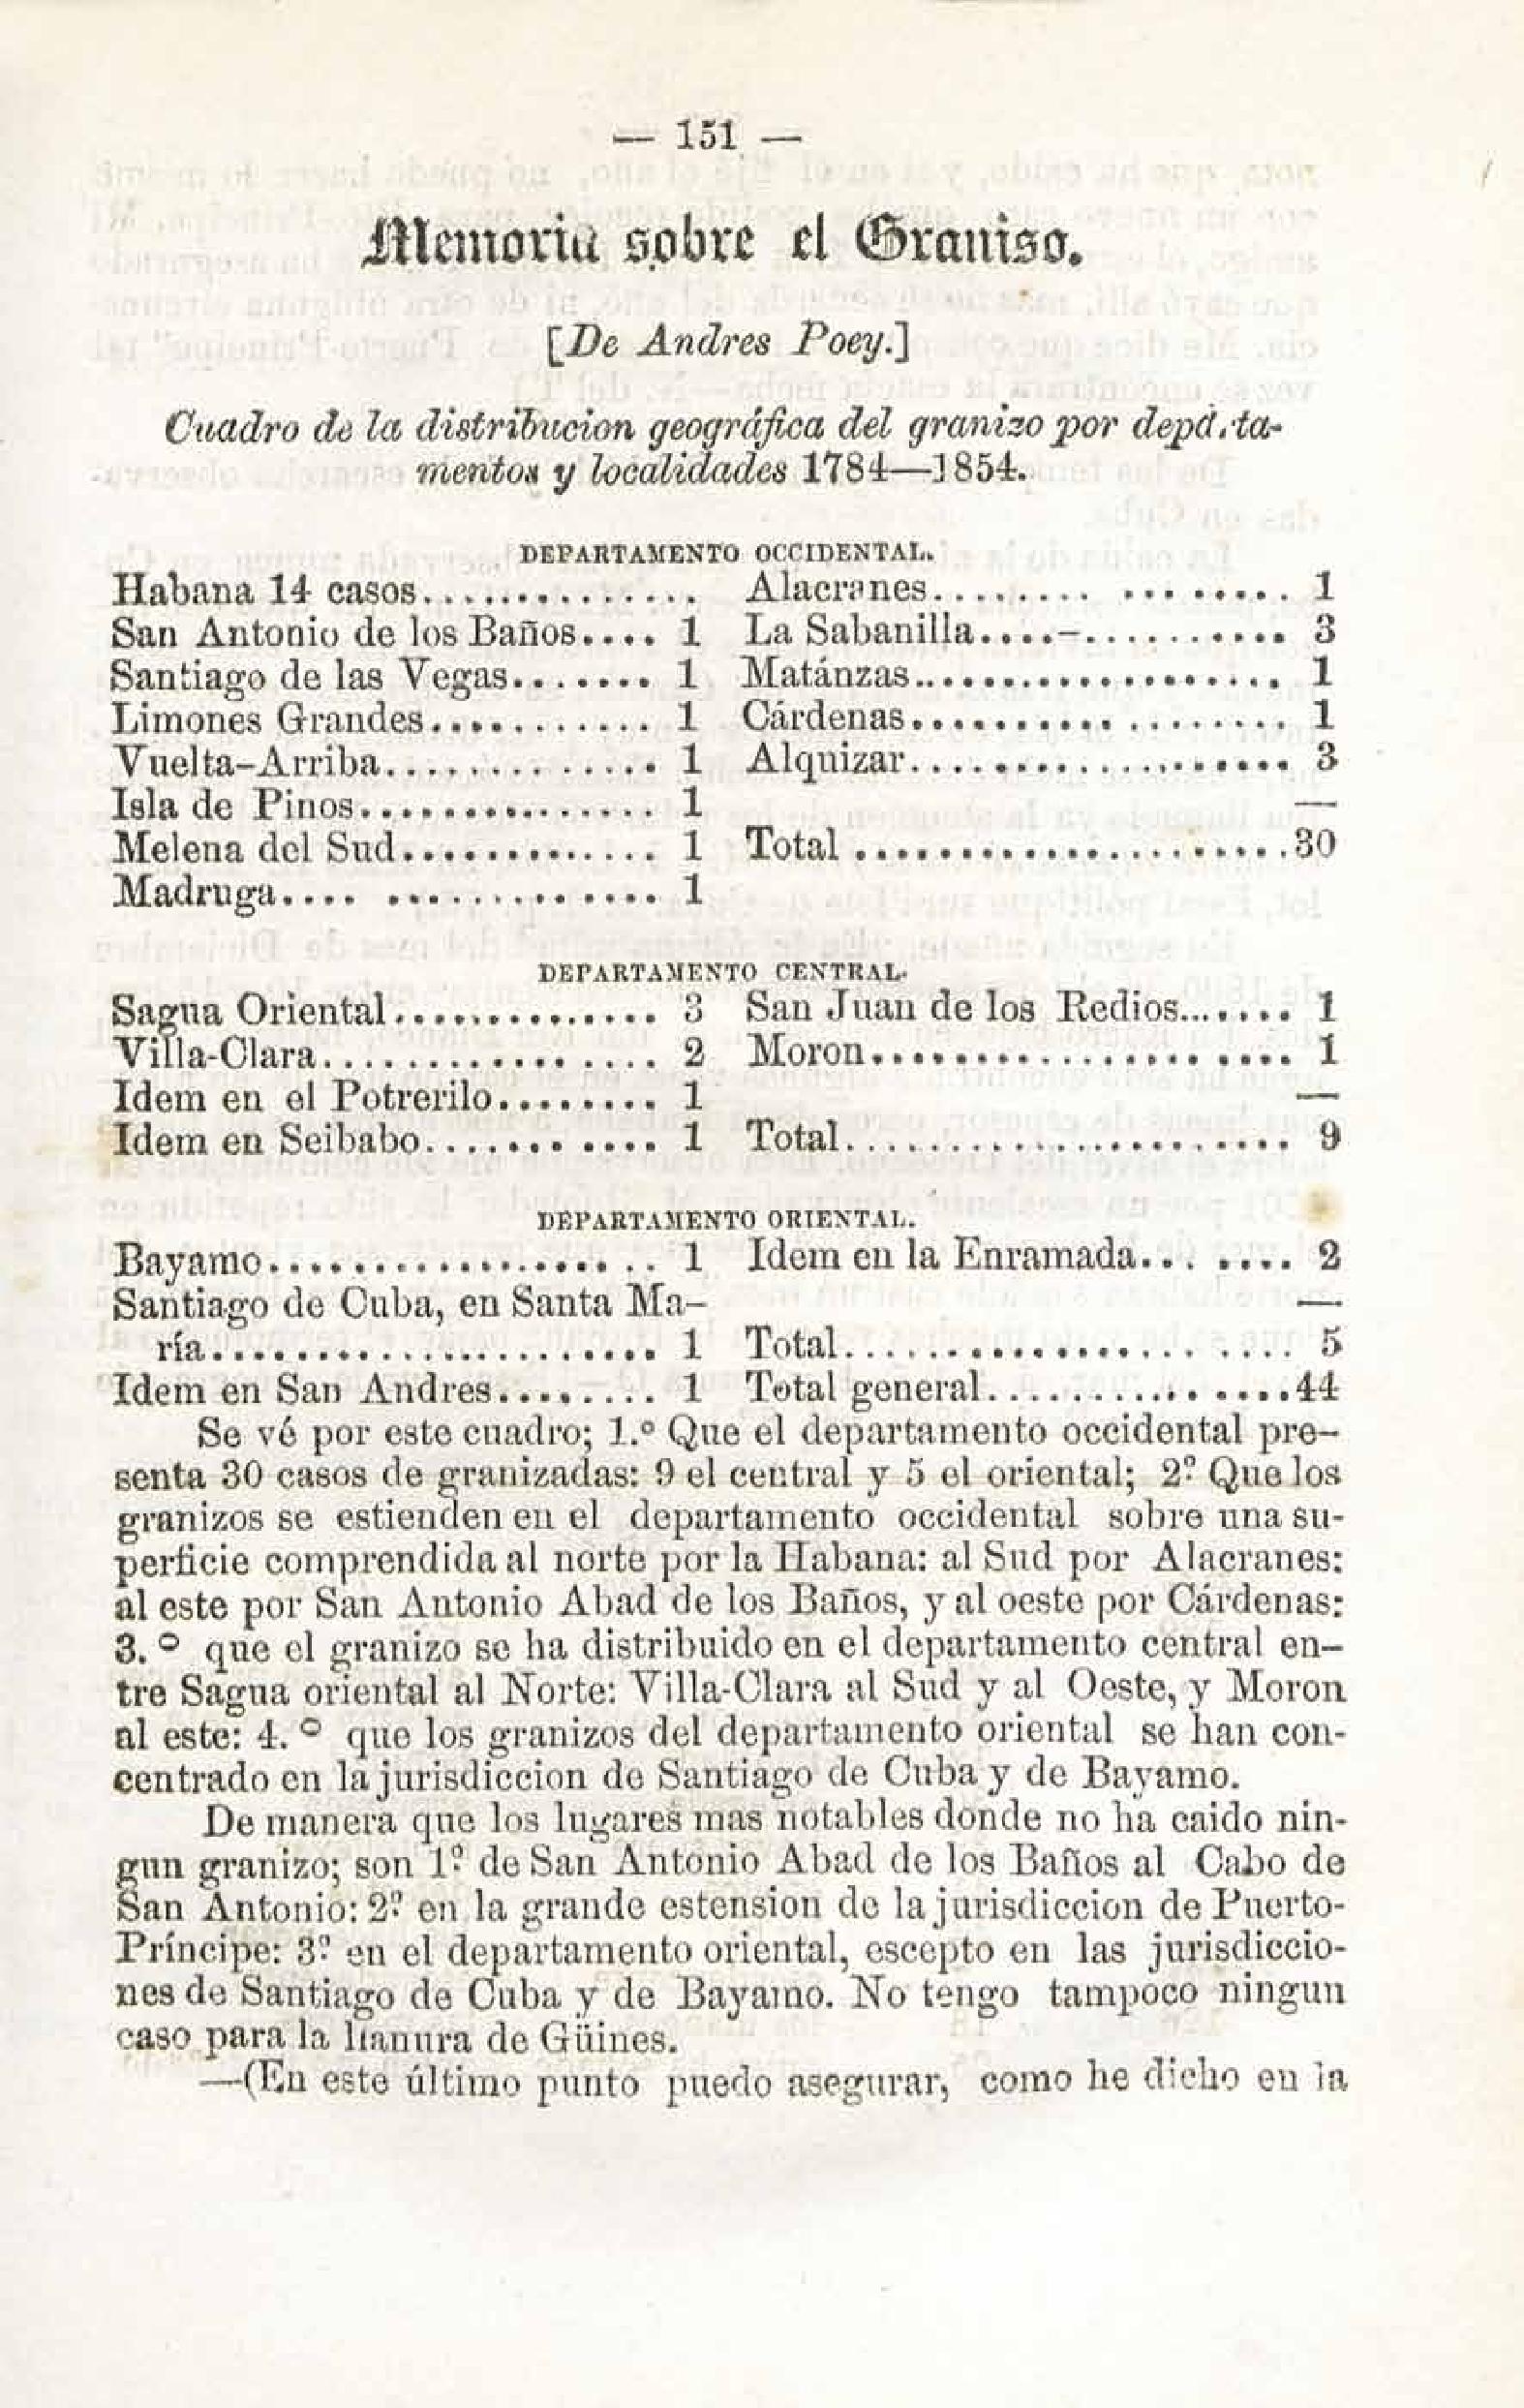 — 151 —
Memoria sobre el Graniso.
[De Andres Poey.]
Cuadro de la distribucion geográfica del granizo por departa-
mentos y localidades 1784—1854.
DEPARTAMENTO OCCIDENTAL.
Habana 14 casos.............. Alacranes.................. 1
San Antonio de los Baños.... 1 La Sabanilla....–.......... 3
Santiago de las Vegas....... 1 Matánzas.................. 1
Limones Grandes........... 1 Cárdenas.................. 1
Vuelta-Arriba............. 1 Alquizar.................. 3
Isla de Pinos.............. 1 —
Melena del Sud............ 1 Total .....................30
Madruga.... ............. 1
DEPARTAMENTO CENTRAL.
Sagua Oriental............. 3 San Juan de los Redios....... 1
Villa-Clara................ 2 Moron.................... 1
Idem en el Potrerilo........ 1 —
Idem en Seibabo........... 1 Total..................... 9
DEPARTAMENTO ORIENTAL.
Bayamo................... 1 Idem en la Enramada... .... 2
Santiago de Cuba, en Santa Ma- —
ría..................... 1 Total..................... 5
Idem en San Andres........ 1 Total general...............44
Se vé por este cuadro; 1.º Que el departamento occidental pre-
senta 30 casos de granizadas: 9 el central y 5 el oriental; 2º Que los
granizos se estienden en el departamento occidental sobre una su-
perficie comprendida al norte por la Habana: al Sud por Alacranes:
al este por San Antonio Abad de los Baños, y al oeste por Cárdenas:
3. º que el granizo se ha distribuido en el departamento central en-
tre Sagua oriental al Norte: Villa-Clara al Sud y al Oeste, y Moron
al este: 4. º que los granizos del departamento oriental se han con-
centrado en la jurisdiccion de Santiago de Cuba y de Bayamo.
De manera que los lugares mas notables donde no ha caido nin-
gun granizo; son 1º de San Antonio Abad de los Baños al Cabo de
San Antonio: 2º en la grande estension de la jurisdiccion de Puerto-
Príncipe: 3º en el departamento oriental, escepto en las jurisdiccio-
nes de Santiago de Cuba y de Bayamo. No tengo tampoco ningun
caso para la llanura de Güines.
—(En este último punto puedo asegurar, como he dicho en la